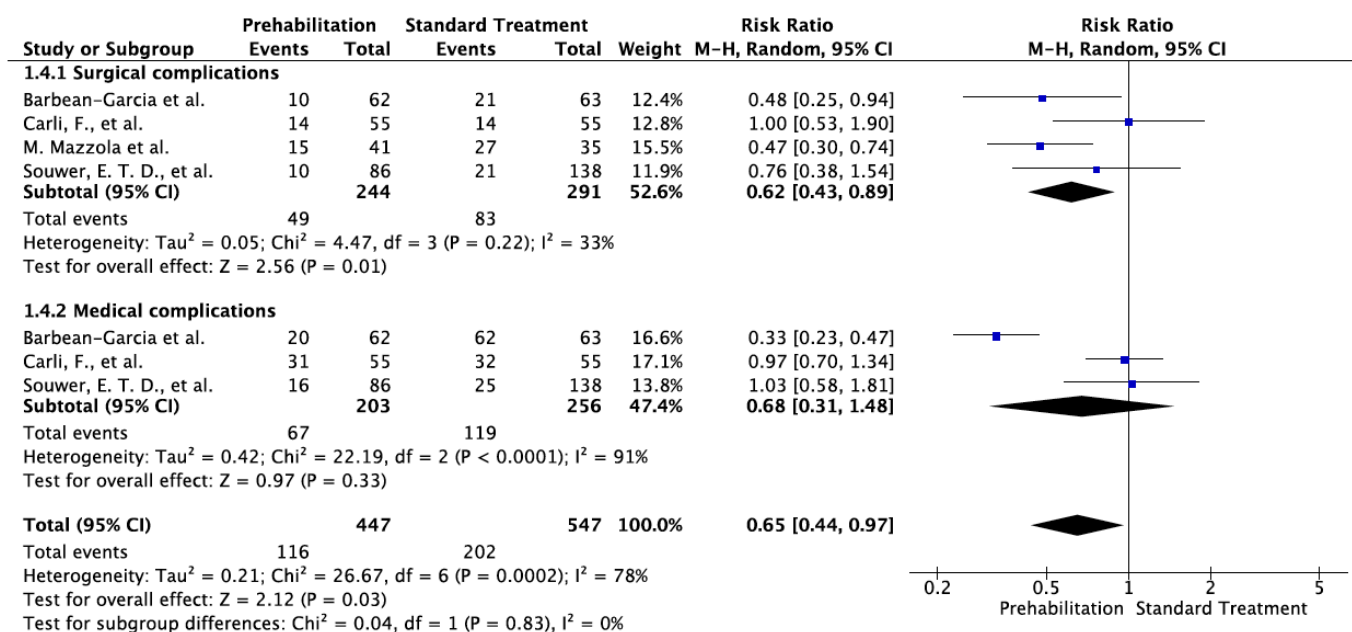 Prehabilitation Standard Treatment Risk Ratio Risk Ratio
Study or Subgroup Events Total Events Total Weight M-H, Random, 95% CI M-H, Random, 95% CI
1.4.1 Surgical complications
Barbean-Garcia et al. 10 62 21 63 12.4% 0.48 [0.25, 0.94]
Carli, F., et al. 14 55 14 55 12.8% 1.00 [0.53, 1.90]
M. Mazzola et al. 15 41 27 35 15.5% 0.47 [0.30, 0.74]
Souwer, E. T. D., et al. 10 86 21 138 11.9% 0.76 [0.38, 1.54]
Subtotal (95% CI) 244 291 52.6% 0.62 [0.43, 0.89]
Total events 49 83
Heterogeneity: Tau² = 0.05; Chi² = 4.47, df = 3 (P = 0.22); I² = 33%
Test for overall effect: Z = 2.56 (P = 0.01)
1.4.2 Medical complications
Barbean-Garcia et al. 20 62 62 63 16.6% 0.33 [0.23, 0.47]
Carli, F., et al. 31 55 32 55 17.1% 0.97 [0.70, 1.34]
Souwer, E. T. D., et al. 16 86 25 138 13.8% 1.03 [0.58, 1.81]
Subtotal (95% CI) 203 256 47.4% 0.68 [0.31, 1.48]
Total events 67 119
Heterogeneity: Tau² = 0.42; Chi² = 22.19, df = 2 (P < 0.0001); I² = 91%
Test for overall effect: Z = 0.97 (P = 0.33)
Total (95% CI) 447 547 100.0% 0.65 [0.44, 0.97]
Total events 116 202
Heterogeneity: Tau² = 0.21; Chi² = 26.67, df = 6 (P = 0.0002); I² = 78%
Test for overall effect: Z = 2.12 (P = 0.03)
Test for subgroup differences: Chi² = 0.04, df = 1 (P = 0.83), I² = 0%
0.2 0.5 1 2 5
Prehabilitation Standard Treatment